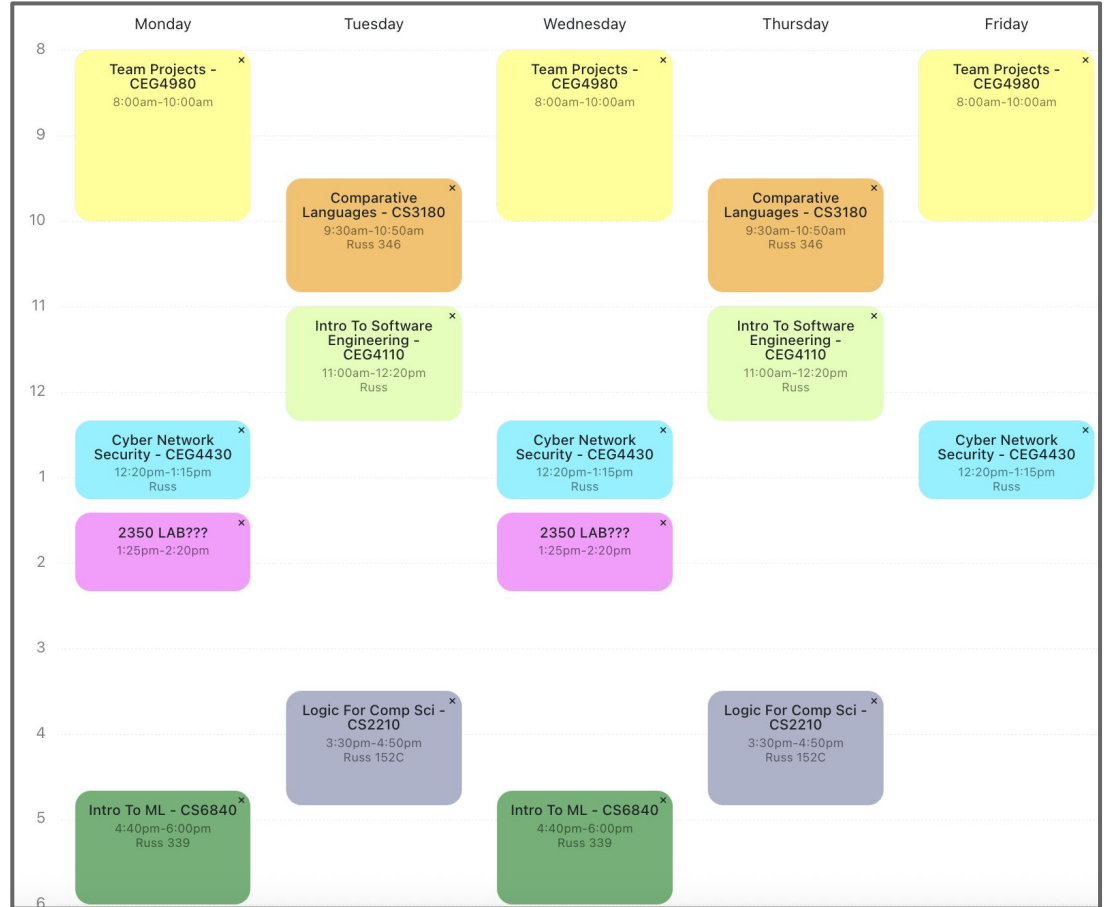 Monday Tuesday Wednesday Thursday Friday
8
×
Team Projects -
CEG4980
8:00am-10:00am
×
Team Projects -
CEG4980
8:00am-10:00am
×
Team Projects -
CEG4980
8:00am-10:00am
9
×
Comparative
Languages - CS3180
9:30am-10:50am
Russ 346
×
Comparative
Languages - CS3180
9:30am-10:50am
Russ 346
10
11
×
Intro To Software
Engineering -
CEG4110
11:00am-12:20pm
Russ
×
Intro To Software
Engineering -
CEG4110
11:00am-12:20pm
Russ
12
×
Cyber Network
Security - CEG4430
12:20pm-1:15pm
Russ
×
Cyber Network
Security - CEG4430
12:20pm-1:15pm
Russ
×
Cyber Network
Security - CEG4430
12:20pm-1:15pm
Russ
1
×
2350 LAB???
1:25pm-2:20pm
×
2350 LAB???
1:25pm-2:20pm
2
3
×
Logic For Comp Sci -
CS2210
3:30pm-4:50pm
Russ 152C
×
Logic For Comp Sci -
CS2210
3:30pm-4:50pm
Russ 152C
4
×
Intro To ML - CS6840
4:40pm-6:00pm
Russ 339
×
Intro To ML - CS6840
4:40pm-6:00pm
Russ 339
5
6